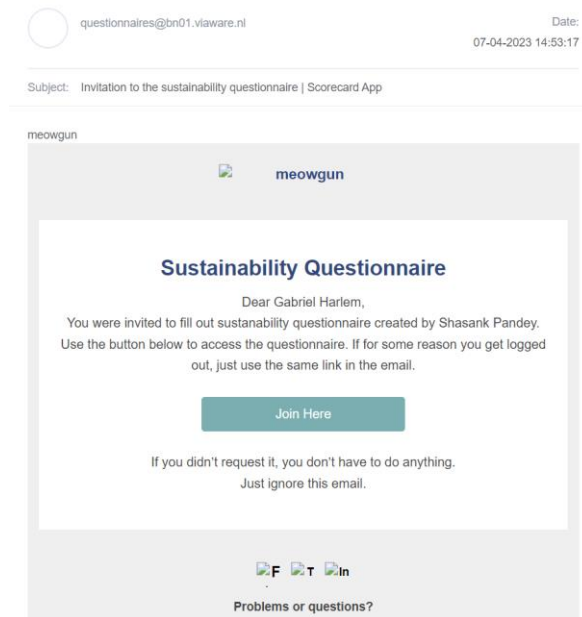 questionnaires@bn01.vlaware.nl
Date:
07-04-2023 14:53:17
Subject: Invitation to the sustainability questionnaire | Scorecard App
meowgun
meowgun
Sustainability Questionnaire
Dear Gabriel Harlem,
You were invited to fill out sustanability questionnaire created by Shasank Pandey.
Use the button below to access the questionnaire. If for some reason you get logged
out, just use the same link in the email.
Join Here
If you didn't request it, you don't have to do anything.
Just ignore this email.
F T In
Problems or questions?